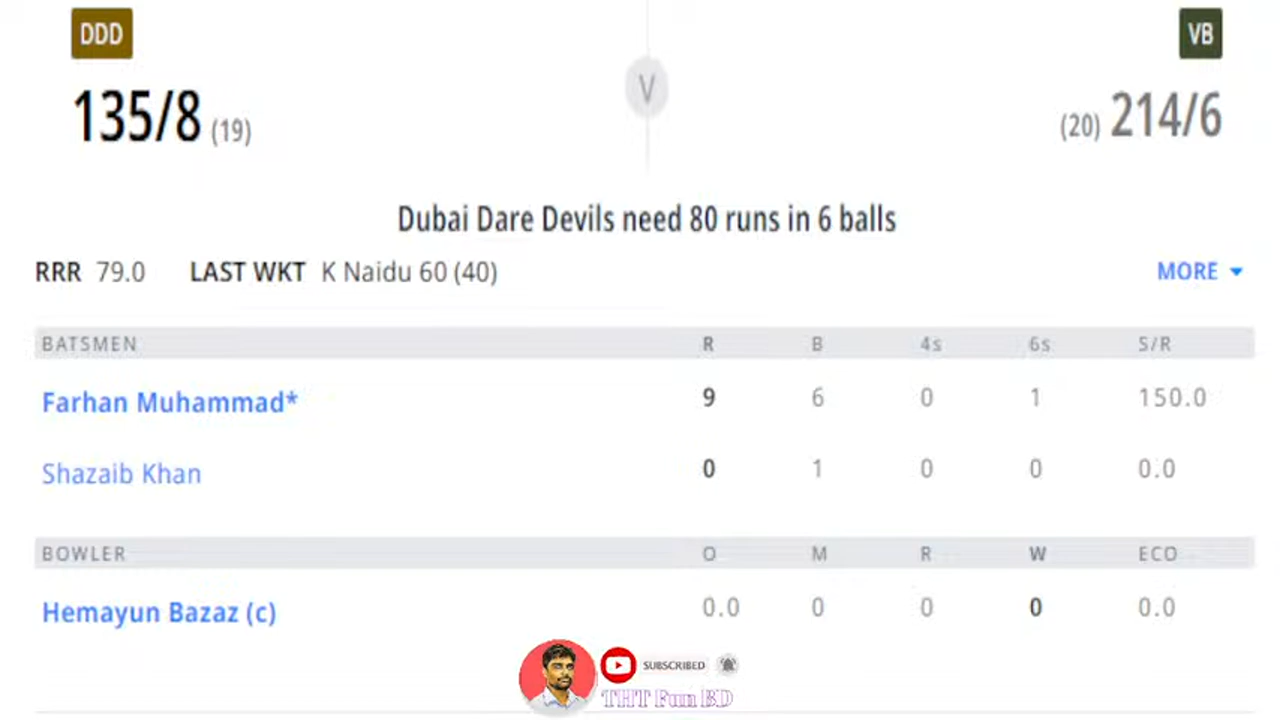 DDD VB
V
135/8 (19) (20) 214/6
Dubai Dare Devils need 80 runs in 6 balls
RRR 79.0 LAST WKT K Naidu 60 (40) MORE
BATSMEN R B 4s 6s S/R
Farhan Muhammad* 9 6 0 1 150.0
Shazaib Khan 0 1 0 0 0.0
BOWLER O M R W ECO
Hemayun Bazaz (c) 0.0 0 0 0 0.0
SUBSCRIBED
THT Fun BD